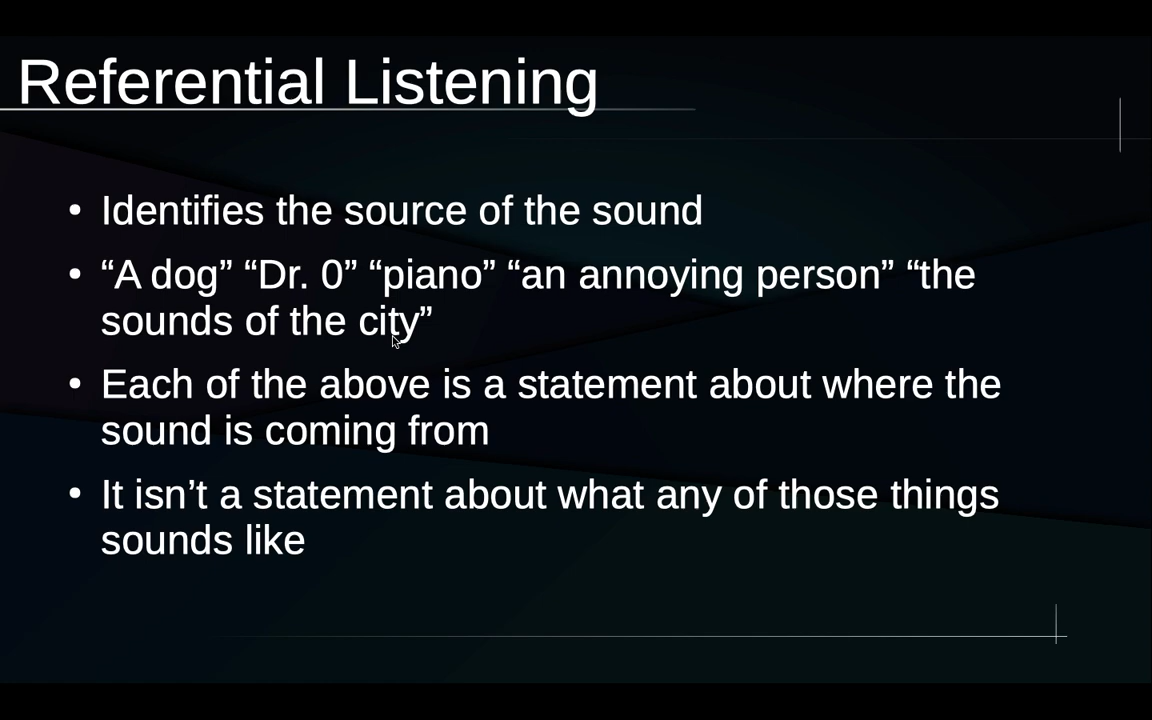 Referential Listening
• Identifies the source of the sound
• “A dog” “Dr. 0” “piano” “an annoying person” “the
sounds of the city”
• Each of the above is a statement about where the
sound is coming from
• It isn’t a statement about what any of those things
sounds like